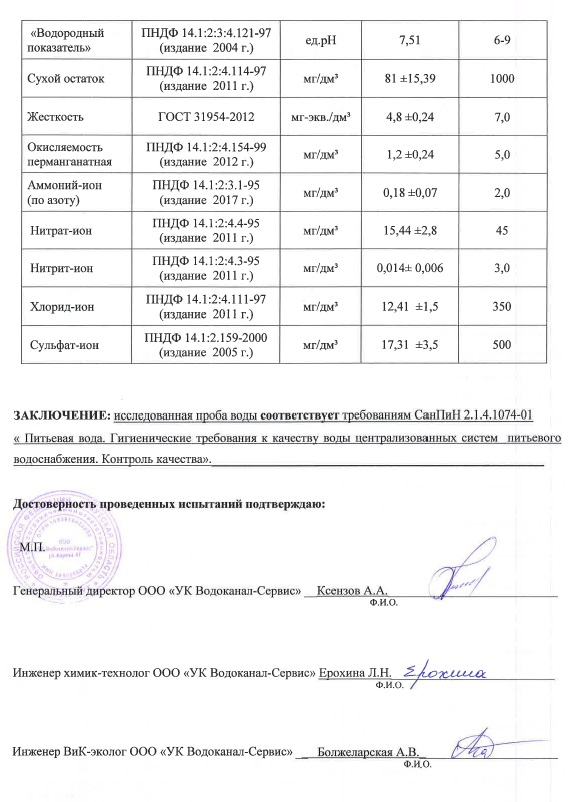 «Водородный показатель» ПНДФ 14.1:2:3:4.121-97 (издание 2004 г.) ед.pH 7,51 6-9
Сухой остаток ПНДФ 14.1:2:4.114-97 (издание 2011 г.) мг/дм³ 81 ±15,39 1000
Жесткость ГОСТ 31954-2012 мг-экв./дм³ 4,8 ±0,24 7,0
Окисляемость перманганатная ПНДФ 14.1:2:4.154-99 (издание 2012 г.) мг/дм³ 1,2 ±0,24 5,0
Аммоний-ион (по азоту) ПНДФ 14.1:2:3.1-95 (издание 2017 г.) мг/дм³ 0,18 ±0,07 2,0
Нитрат-ион ПНДФ 14.1:2:4.4-95 (издание 2011 г.) мг/дм³ 15,44 ±2,8 45
Нитрит-ион ПНДФ 14.1:2:4.3-95 (издание 2011 г.) мг/дм³ 0,014± 0,006 3,0
Хлорид-ион ПНДФ 14.1:2:4.111-97 (издание 2011 г.) мг/дм³ 12,41 ±1,5 350
Сульфат-ион ПНДФ 14.1:2.159-2000 (издание 2005 г.) мг/дм³ 17,31 ±3,5 500
ЗАКЛЮЧЕНИЕ: исследованная проба воды соответствует требованиям СанПиН 2.1.4.1074-01
« Питьевая вода. Гигиенические требования к качеству воды централизованных систем питьевого
водоснабжения. Контроль качества».
Достоверность проведенных испытаний подтверждаю:
М.П.
Генеральный директор ООО «УК Водоканал-Сервис» Ксензов А.А.
Ф.И.О.
Инженер химик-технолог ООО «УК Водоканал-Сервис» Ерохина Л.Н. Ерохина
Ф.И.О.
Инженер ВиК-эколог ООО «УК Водоканал-Сервис» Болжеларская А.В.
Ф.И.О.